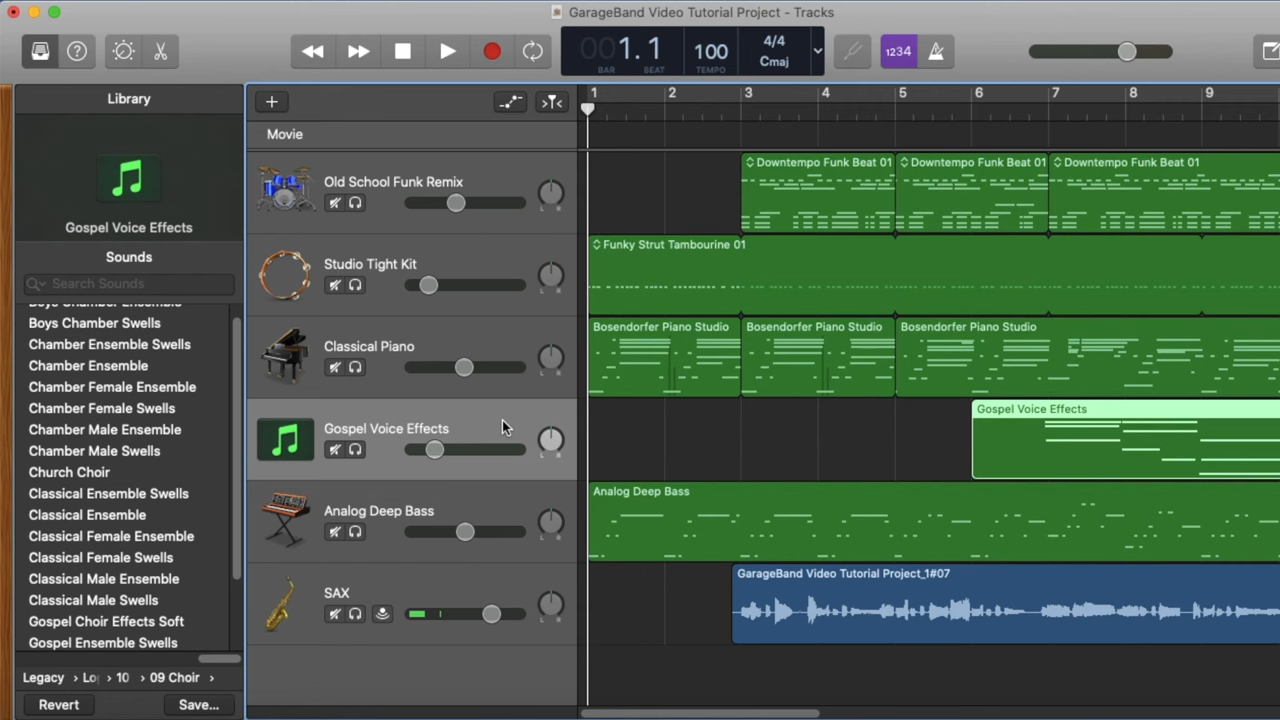 GarageBand Video Tutorial Project - Tracks
001. 1
BAR BEAT
100
TEMPO
4/4
Cmaj
1234
Library
Gospel Voice Effects
Sounds
Search Sounds
Boys Chamber Ensemble
Boys Chamber Swells
Chamber Ensemble Swells
Chamber Ensemble
Chamber Female Ensemble
Chamber Female Swells
Chamber Male Ensemble
Chamber Male Swells
Church Choir
Classical Ensemble Swells
Classical Ensemble
Classical Female Ensemble
Classical Female Swells
Classical Male Ensemble
Classical Male Swells
Gospel Choir Effects Soft
Gospel Ensemble Swells
Legacy › Lo › 10 › 09 Choir ›
Revert Save...
1 2 3 4 5 6 7 8 9
Movie
Old School Funk Remix
L R
Downtempo Funk Beat 01 Downtempo Funk Beat 01 Downtempo Funk Beat 01
Studio Tight Kit
L R
Funky Strut Tambourine 01
Classical Piano
L R
Bosendorfer Piano Studio Bosendorfer Piano Studio Bosendorfer Piano Studio
Gospel Voice Effects
L R
Gospel Voice Effects
Analog Deep Bass
L R
Analog Deep Bass
SAX
L R
GarageBand Video Tutorial Project_1#07